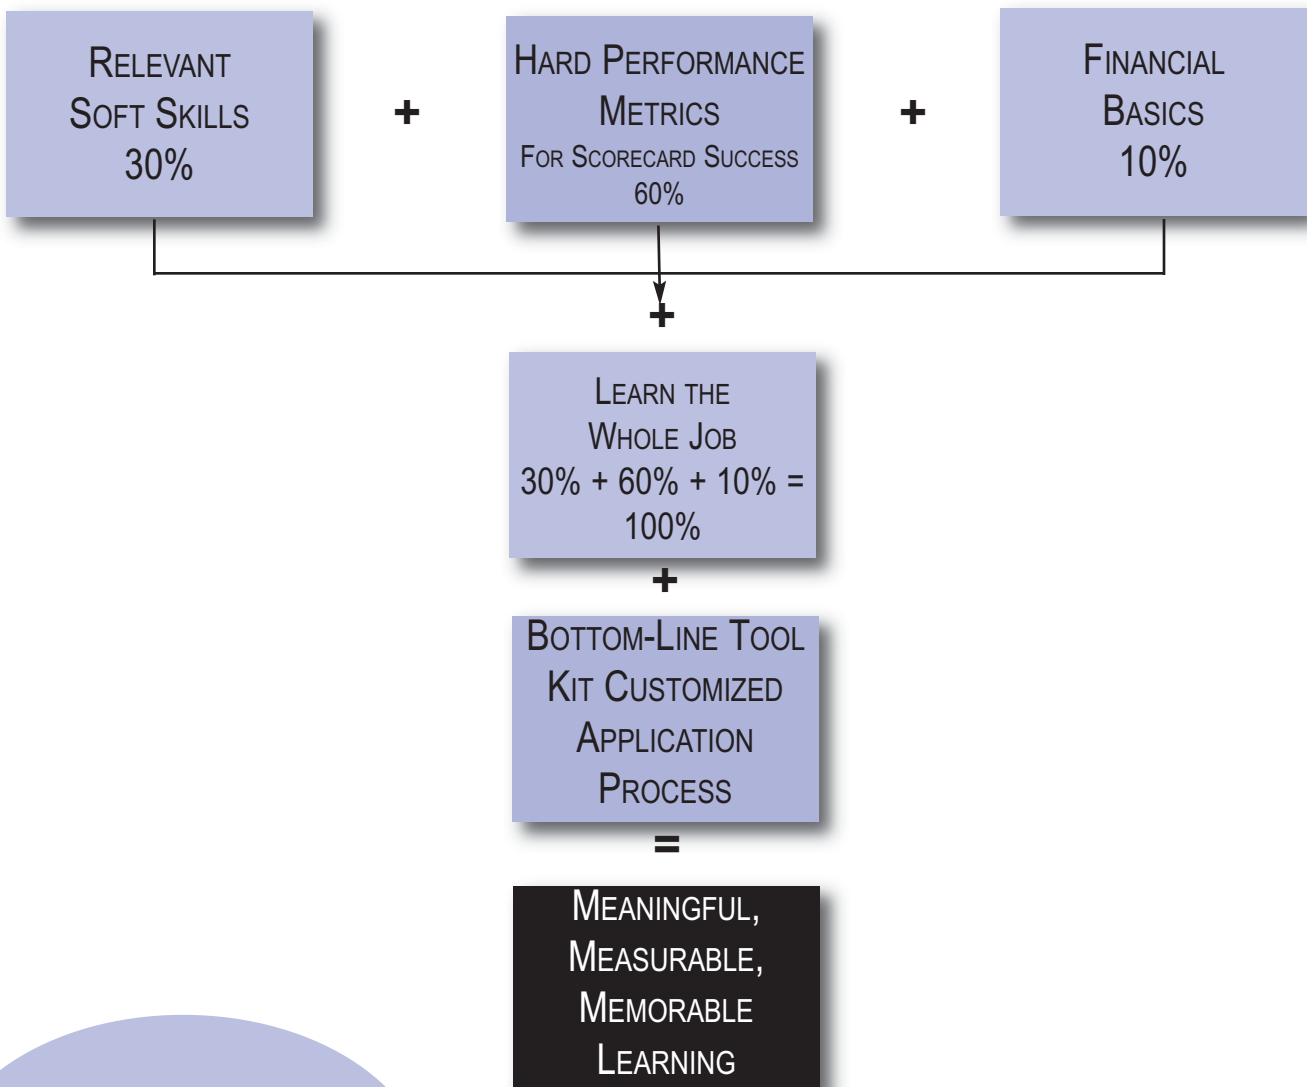 Relevant
Soft Skills
30%
+
Hard Performance
Metrics
For Scorecard Success
60%
+
Financial
Basics
10%
+
Learn the
Whole Job
30% + 60% + 10% =
100%
+
Bottom-Line Tool
Kit Customized
Application
Process
=
Meaningful,
Measurable,
Memorable
Learning